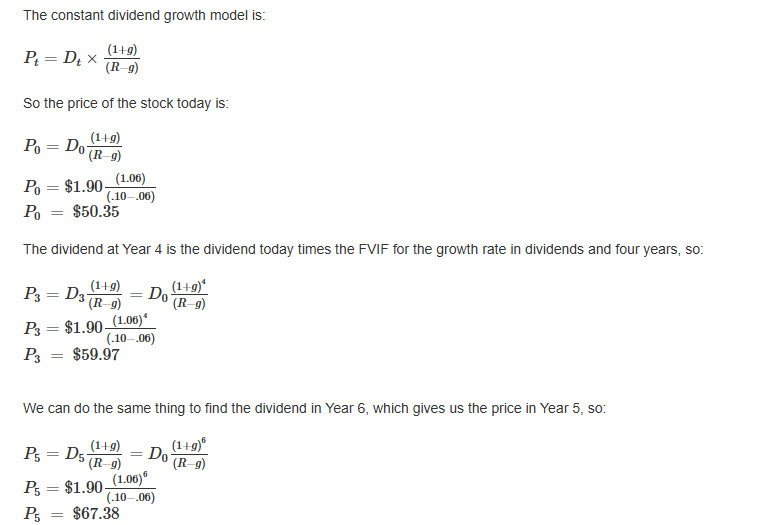 The constant dividend growth model is:
Pₜ = Dₜ × (1+g)/(R–g)
So the price of the stock today is:
P₀ = D₀ (1+g)/(R–g)
P₀ = $1.90 (1.06)/(.10–.06)
P₀ = $50.35
The dividend at Year 4 is the dividend today times the FVIF for the growth rate in dividends and four years, so:
P₃ = D₃ (1+g)/(R–g) = D₀ (1+g)⁴/(R–g)
P₃ = $1.90 (1.06)⁴/(.10–.06)
P₃ = $59.97
We can do the same thing to find the dividend in Year 6, which gives us the price in Year 5, so:
P₅ = D₅ (1+g)/(R–g) = D₀ (1+g)⁶/(R–g)
P₅ = $1.90 (1.06)⁶/(.10–.06)
P₅ = $67.38